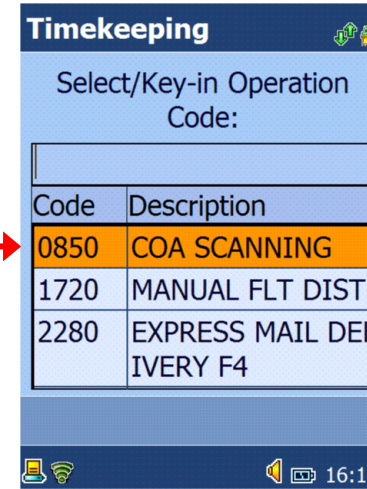 Timekeeping
Select/Key-in Operation
Code:
Code Description
0850 COA SCANNING
1720 MANUAL FLT DIST
2280 EXPRESS MAIL DEL
IVERY F4
16:1